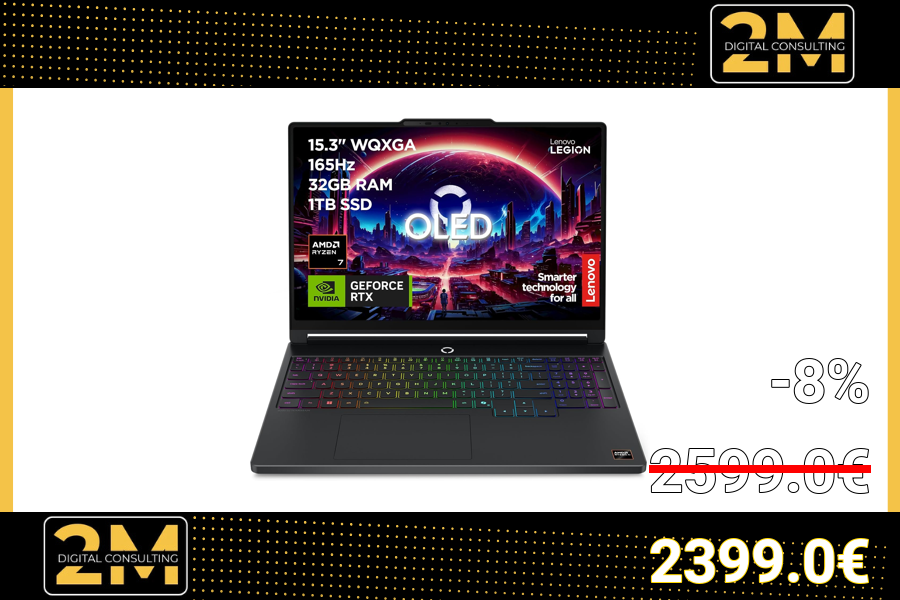 2M
DIGITAL CONSULTING
15.3" WQXGA
165Hz
32GB RAM
1TB SSD
Lenovo
LEGION
OLED
AMD
RYZEN
7
NVIDIA
GEFORCE
RTX
Smarter
technology
for all
Lenovo
-8%
2599.0€
2M
DIGITAL CONSULTING
2399.0€